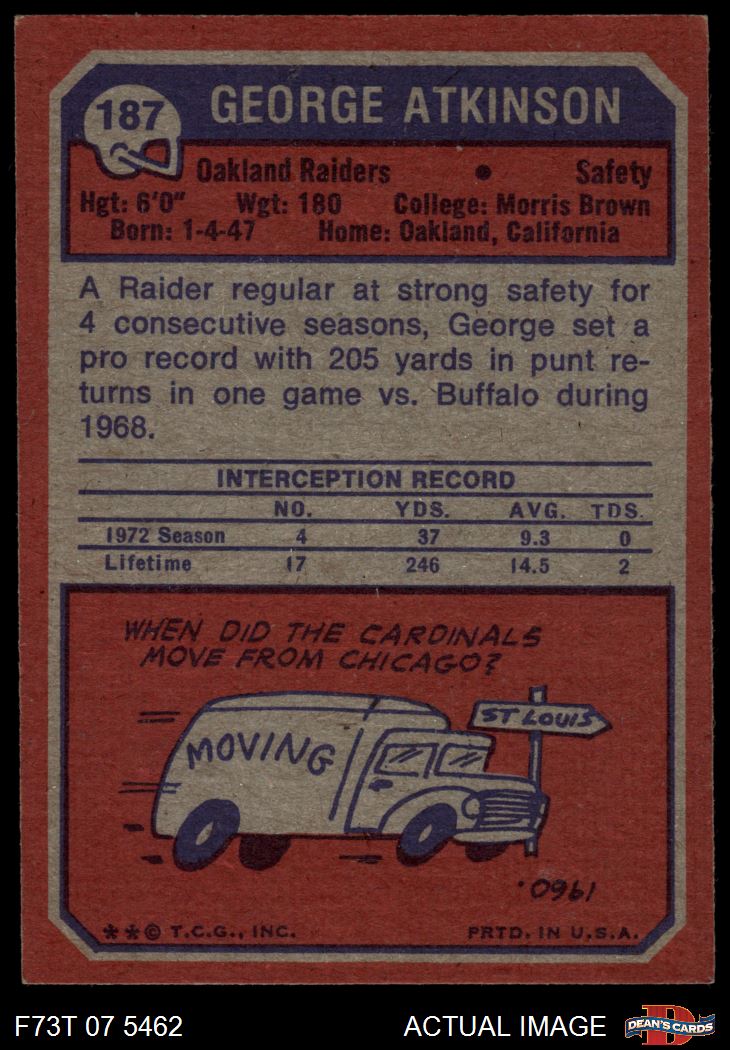 187
GEORGE ATKINSON
Oakland Raiders • Safety
Hgt: 6'0" Wgt: 180 College: Morris Brown
Born: 1-4-47 Home: Oakland, California
A Raider regular at strong safety for
4 consecutive seasons, George set a
pro record with 205 yards in punt re-
turns in one game vs. Buffalo during
1968.
INTERCEPTION RECORD
NO. YDS. AVG. TDS.
1972 Season 4 37 9.3 0
Lifetime 17 246 14.5 2
WHEN DID THE CARDINALS
MOVE FROM CHICAGO?
ST LOUIS
MOVING
1960.
**© T.C.G., INC. PRTD. IN U.S.A.
F73T 07 5462 ACTUAL IMAGE D DEAN'S CARDS